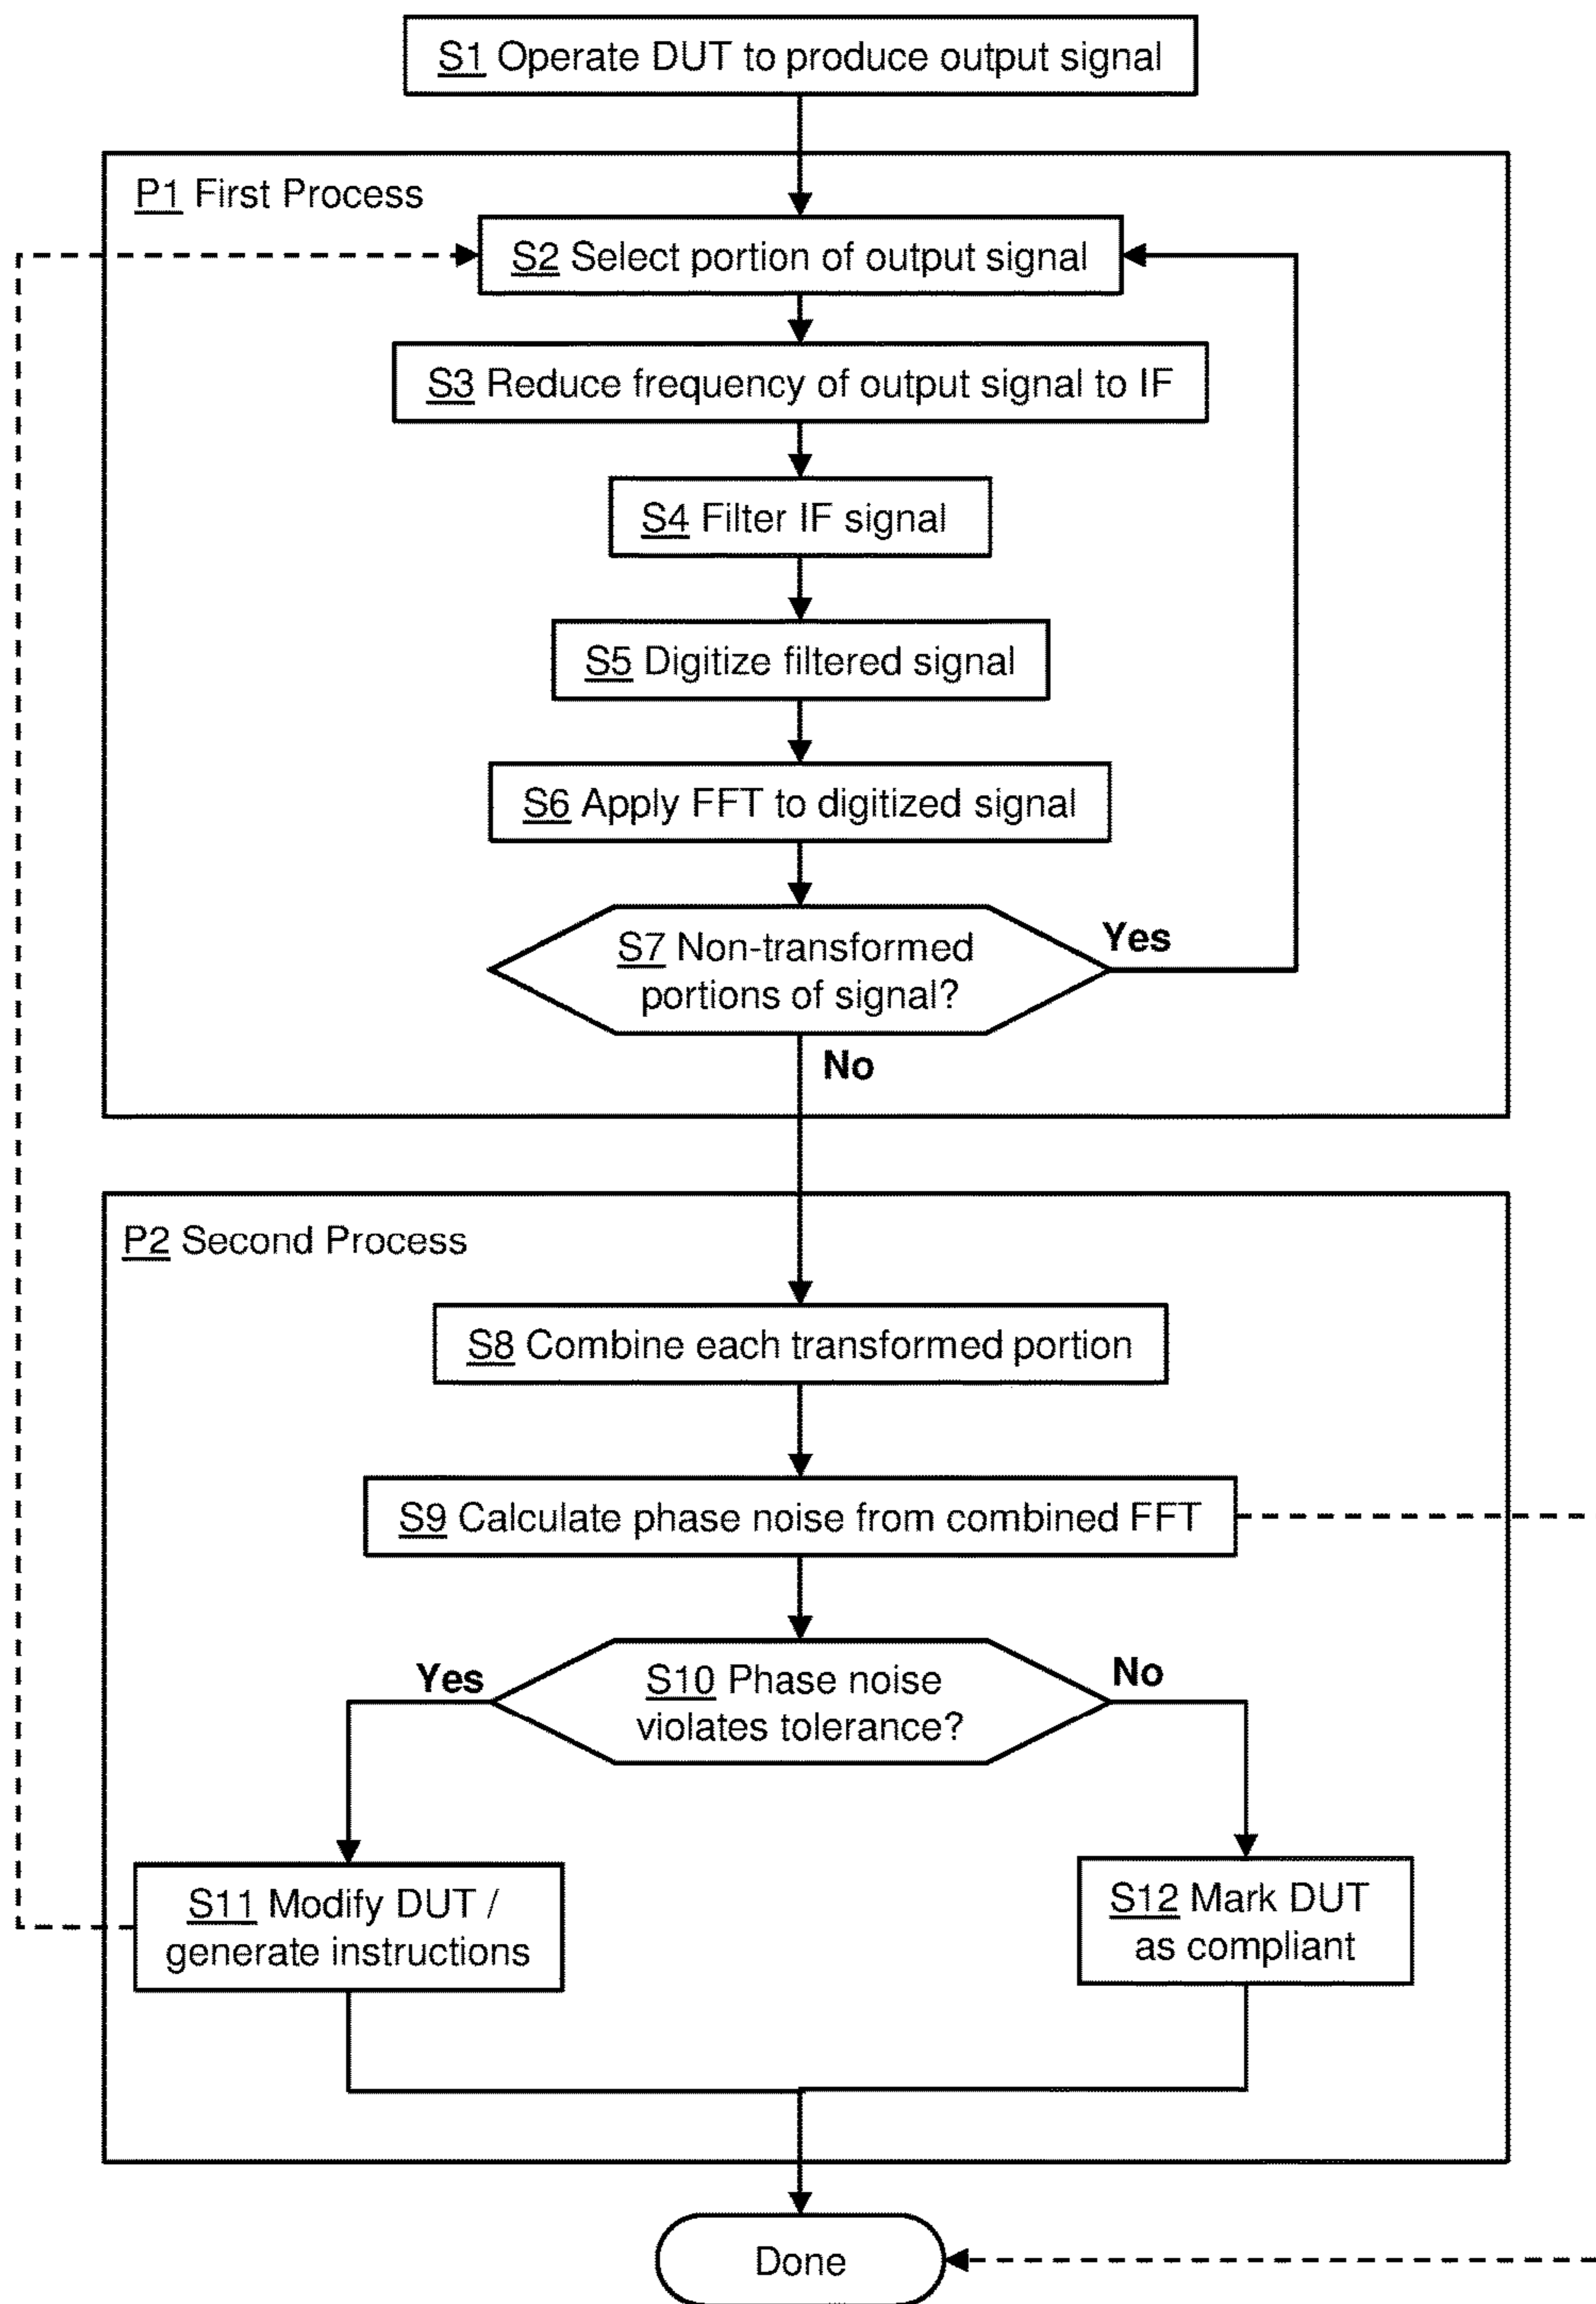 S1 Operate DUT to produce output signal
P1 First Process
S2 Select portion of output signal
S3 Reduce frequency of output signal to IF
S4 Filter IF signal
S5 Digitize filtered signal
S6 Apply FFT to digitized signal
S7 Non-transformed
portions of signal?
Yes
No
P2 Second Process
S8 Combine each transformed portion
S9 Calculate phase noise from combined FFT
S10 Phase noise
violates tolerance?
Yes
No
S11 Modify DUT /
generate instructions
S12 Mark DUT
as compliant
Done